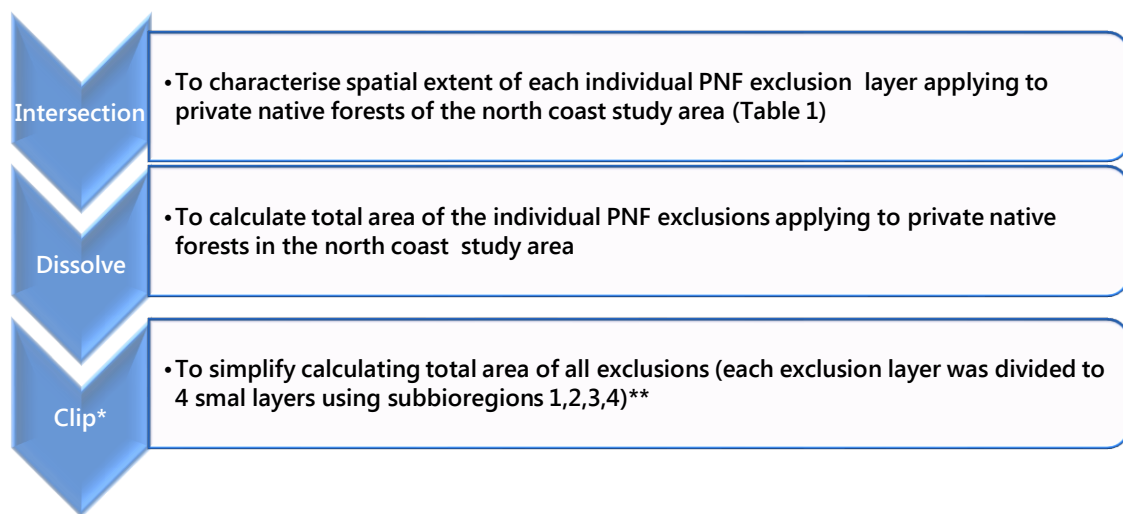 Intersection
•To characterise spatial extent of each individual PNF exclusion layer applying to
private native forests of the north coast study area (Table 1)
Dissolve
•To calculate total area of the individual PNF exclusions applying to private native
forests in the north coast study area
Clip*
•To simplify calculating total area of all exclusions (each exclusion layer was divided to
4 smal layers using subbioregions 1,2,3,4)**